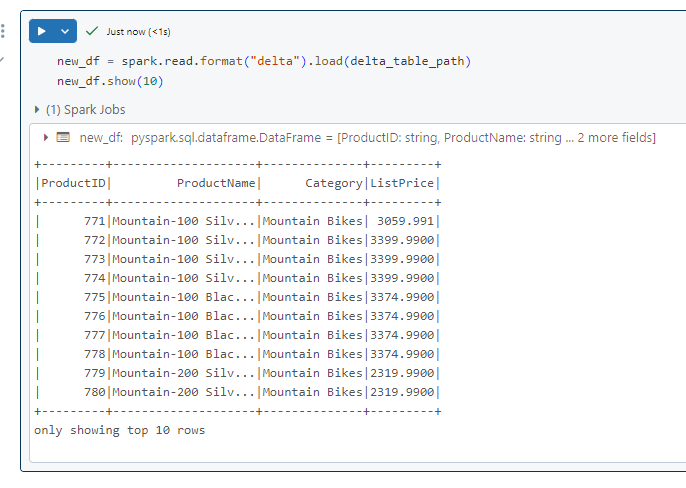 Just now (<1s)
new_df = spark.read.format("delta").load(delta_table_path)
new_df.show(10)
(1) Spark Jobs
new_df: pyspark.sql.dataframe.DataFrame = [ProductID: string, ProductName: string ... 2 more fields]
+---------+--------------------+--------------+---------+
|ProductID|         ProductName|      Category|ListPrice|
+---------+--------------------+--------------+---------+
|      771|Mountain-100 Silv...|Mountain Bikes| 3059.991|
|      772|Mountain-100 Silv...|Mountain Bikes|3399.9900|
|      773|Mountain-100 Silv...|Mountain Bikes|3399.9900|
|      774|Mountain-100 Silv...|Mountain Bikes|3399.9900|
|      775|Mountain-100 Blac...|Mountain Bikes|3374.9900|
|      776|Mountain-100 Blac...|Mountain Bikes|3374.9900|
|      777|Mountain-100 Blac...|Mountain Bikes|3374.9900|
|      778|Mountain-100 Blac...|Mountain Bikes|3374.9900|
|      779|Mountain-200 Silv...|Mountain Bikes|2319.9900|
|      780|Mountain-200 Silv...|Mountain Bikes|2319.9900|
+---------+--------------------+--------------+---------+
only showing top 10 rows